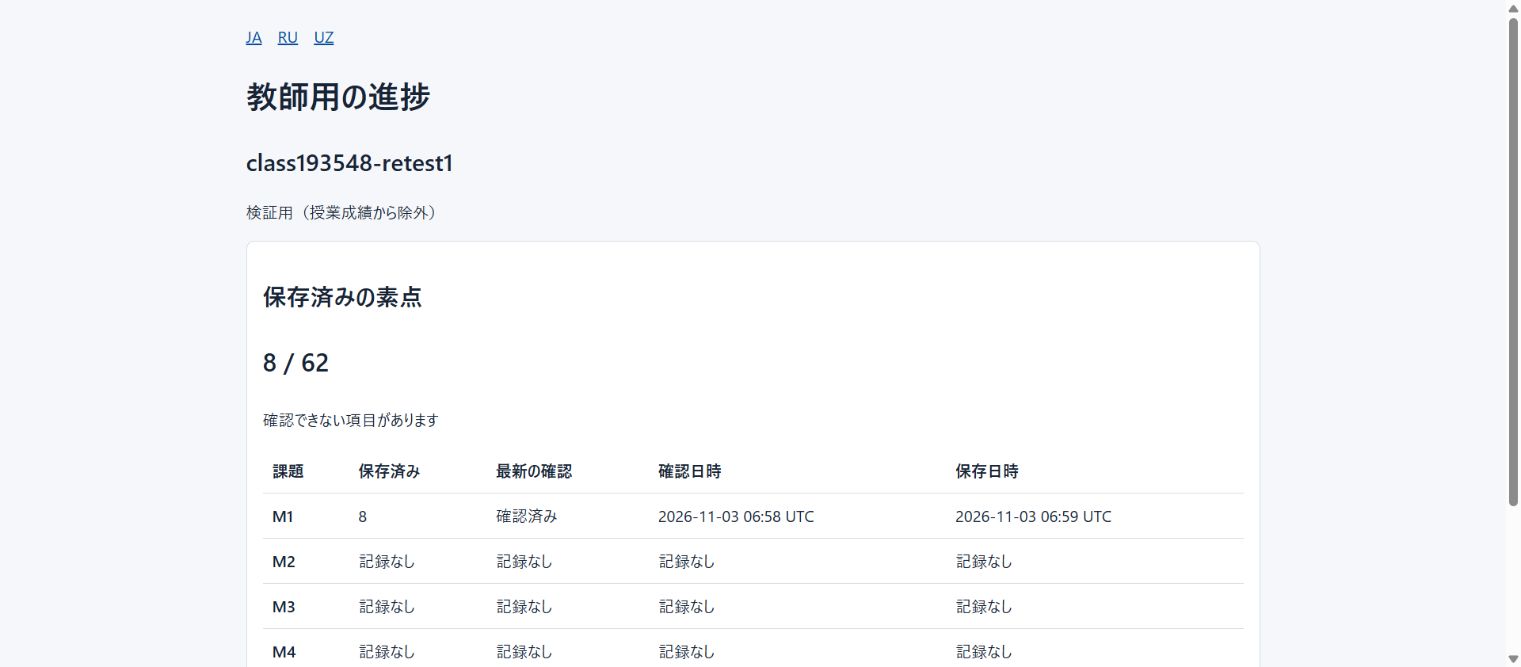 JA RU UZ
教師用の進捗
class193548-retest1
検証用（授業成績から除外）
保存済みの素点
8 / 62
確認できない項目があります
課題 保存済み 最新の確認 確認日時 保存日時
M1 8 確認済み 2026-11-03 06:58 UTC 2026-11-03 06:59 UTC
M2 記録なし 記録なし 記録なし 記録なし
M3 記録なし 記録なし 記録なし 記録なし
M4 記録なし 記録なし 記録なし 記録なし